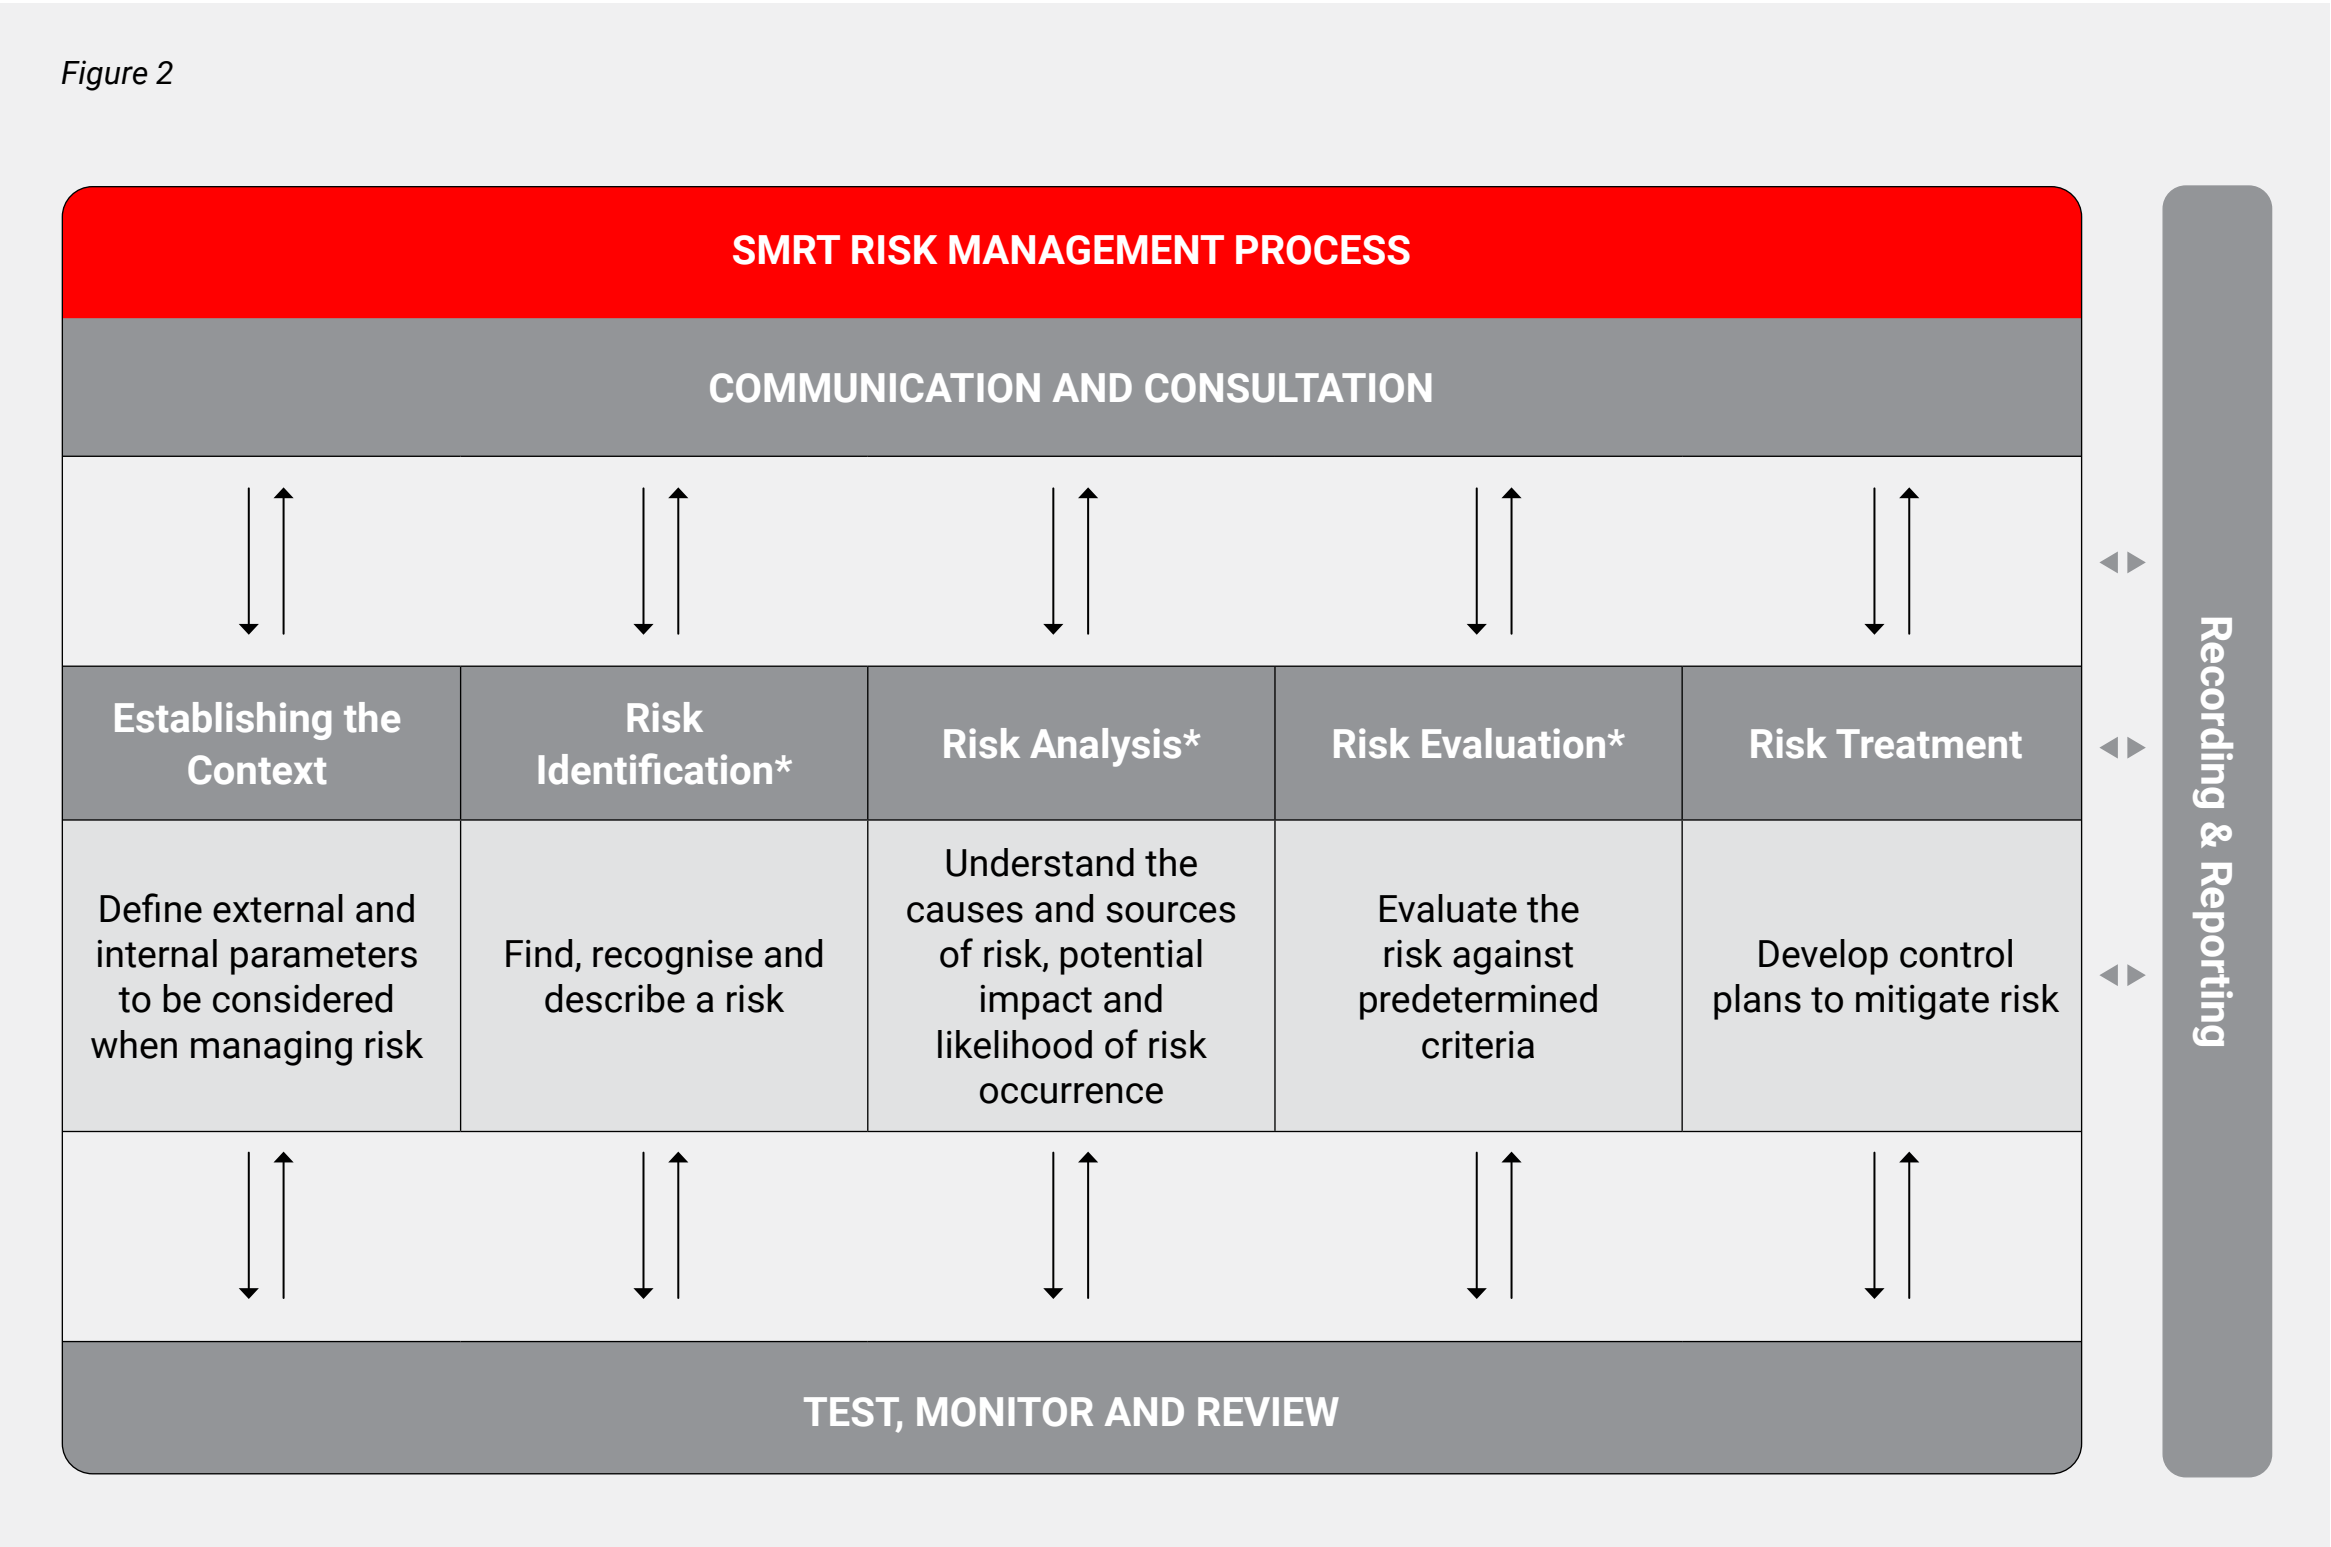 Figure 2
SMRT RISK MANAGEMENT PROCESS
COMMUNICATION AND CONSULTATION
Establishing the
Context
Risk
Identification*
Risk Analysis*
Risk Evaluation*
Risk Treatment
Define external and
internal parameters
to be considered
when managing risk
Find, recognise and
describe a risk
Understand the
causes and sources
of risk, potential
impact and
likelihood of risk
occurrence
Evaluate the
risk against
predetermined
criteria
Develop control
plans to mitigate risk
TEST, MONITOR AND REVIEW
Recording & Reporting